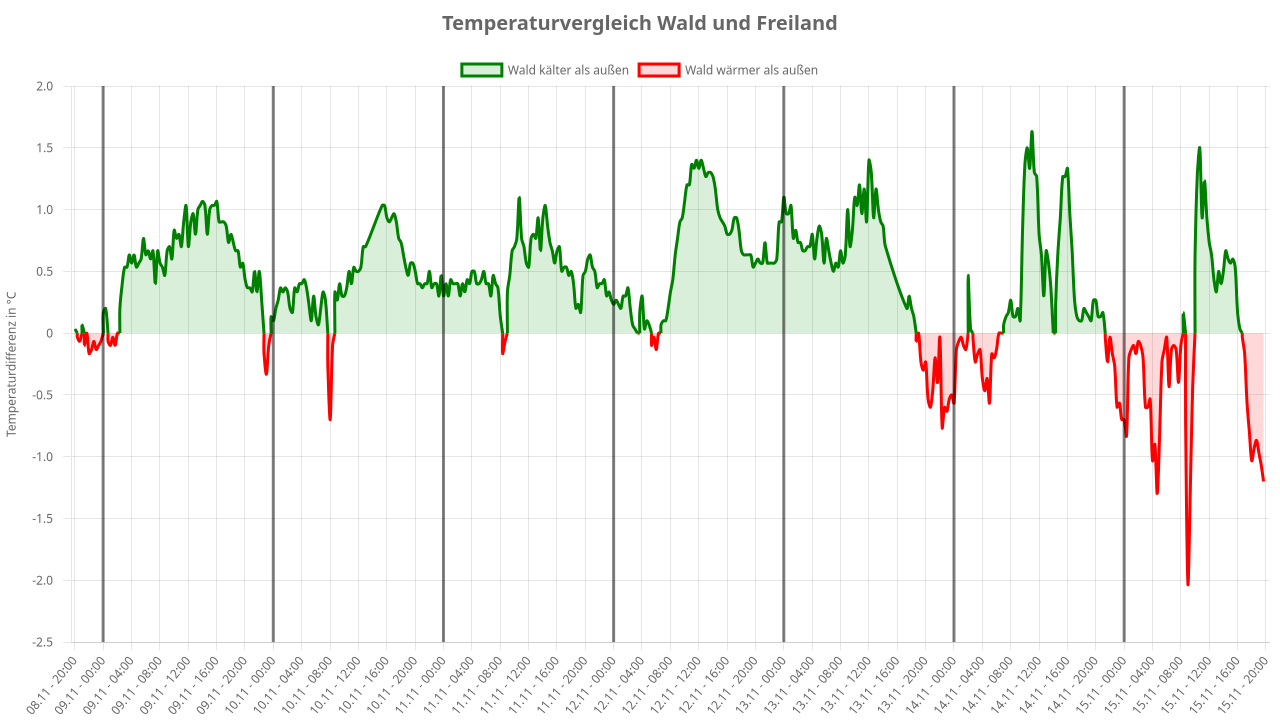 Temperaturvergleich Wald und Freiland
Wald kälter als außen
Wald wärmer als außen
Temperaturdifferenz in °C
2.0
1.5
1.0
0.5
0
-0.5
-1.0
-1.5
-2.0
-2.5
08.11 - 20:00
09.11 - 00:00
09.11 - 04:00
09.11 - 08:00
09.11 - 12:00
09.11 - 16:00
09.11 - 20:00
10.11 - 00:00
10.11 - 04:00
10.11 - 08:00
10.11 - 12:00
10.11 - 16:00
10.11 - 20:00
11.11 - 00:00
11.11 - 04:00
11.11 - 08:00
11.11 - 12:00
11.11 - 16:00
11.11 - 20:00
12.11 - 00:00
12.11 - 04:00
12.11 - 08:00
12.11 - 12:00
12.11 - 16:00
12.11 - 20:00
13.11 - 00:00
13.11 - 04:00
13.11 - 08:00
13.11 - 12:00
13.11 - 16:00
13.11 - 20:00
14.11 - 00:00
14.11 - 04:00
14.11 - 08:00
14.11 - 12:00
14.11 - 16:00
14.11 - 20:00
15.11 - 00:00
15.11 - 04:00
15.11 - 08:00
15.11 - 12:00
15.11 - 16:00
15.11 - 20:00